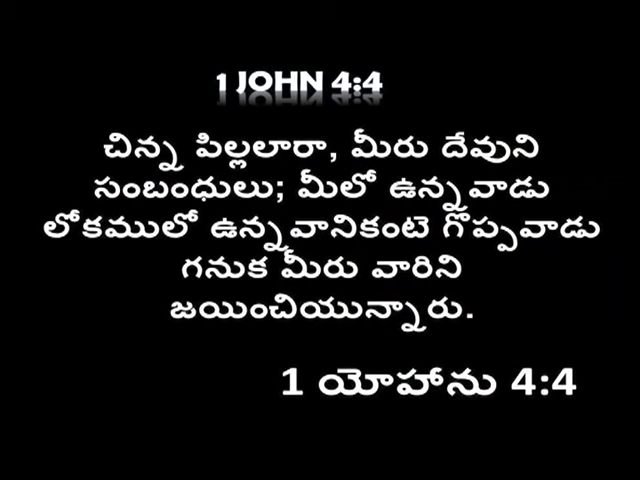 1 JOHN 4:4
చిన్న పిల్లలారా, మీరు దేవుని
సంబంధులు; మీలో ఉన్నవాడు
లోకములో ఉన్నవానికంటె గొప్పవాడు
గనుక మీరు వారిని
జయించియున్నారు.
1 యోహాను 4:4